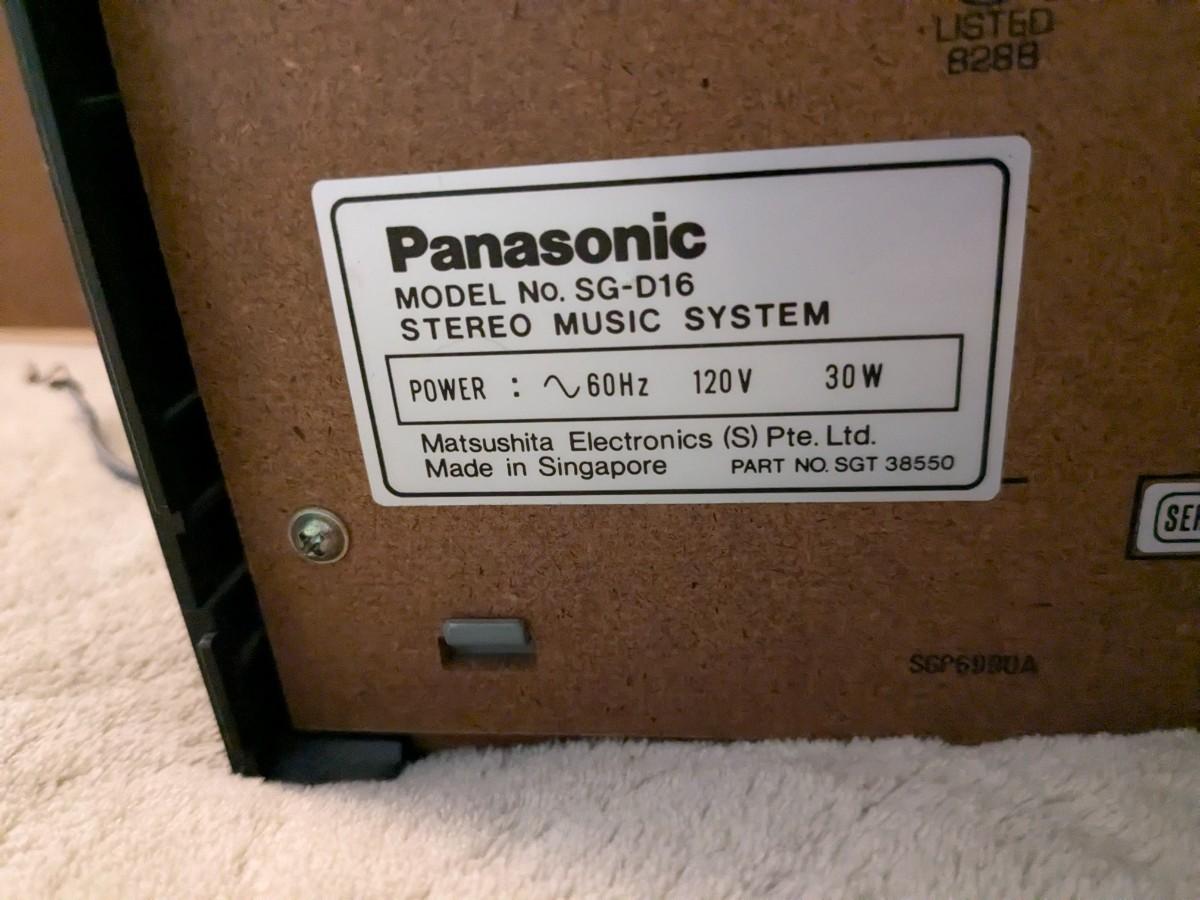 LISTED
828B
Panasonic
MODEL No. SG-D16
STEREO MUSIC SYSTEM
POWER : ∿60Hz 120V 30W
Matsushita Electronics (S) Pte. Ltd.
Made in Singapore PART NO. SGT 38550
SER